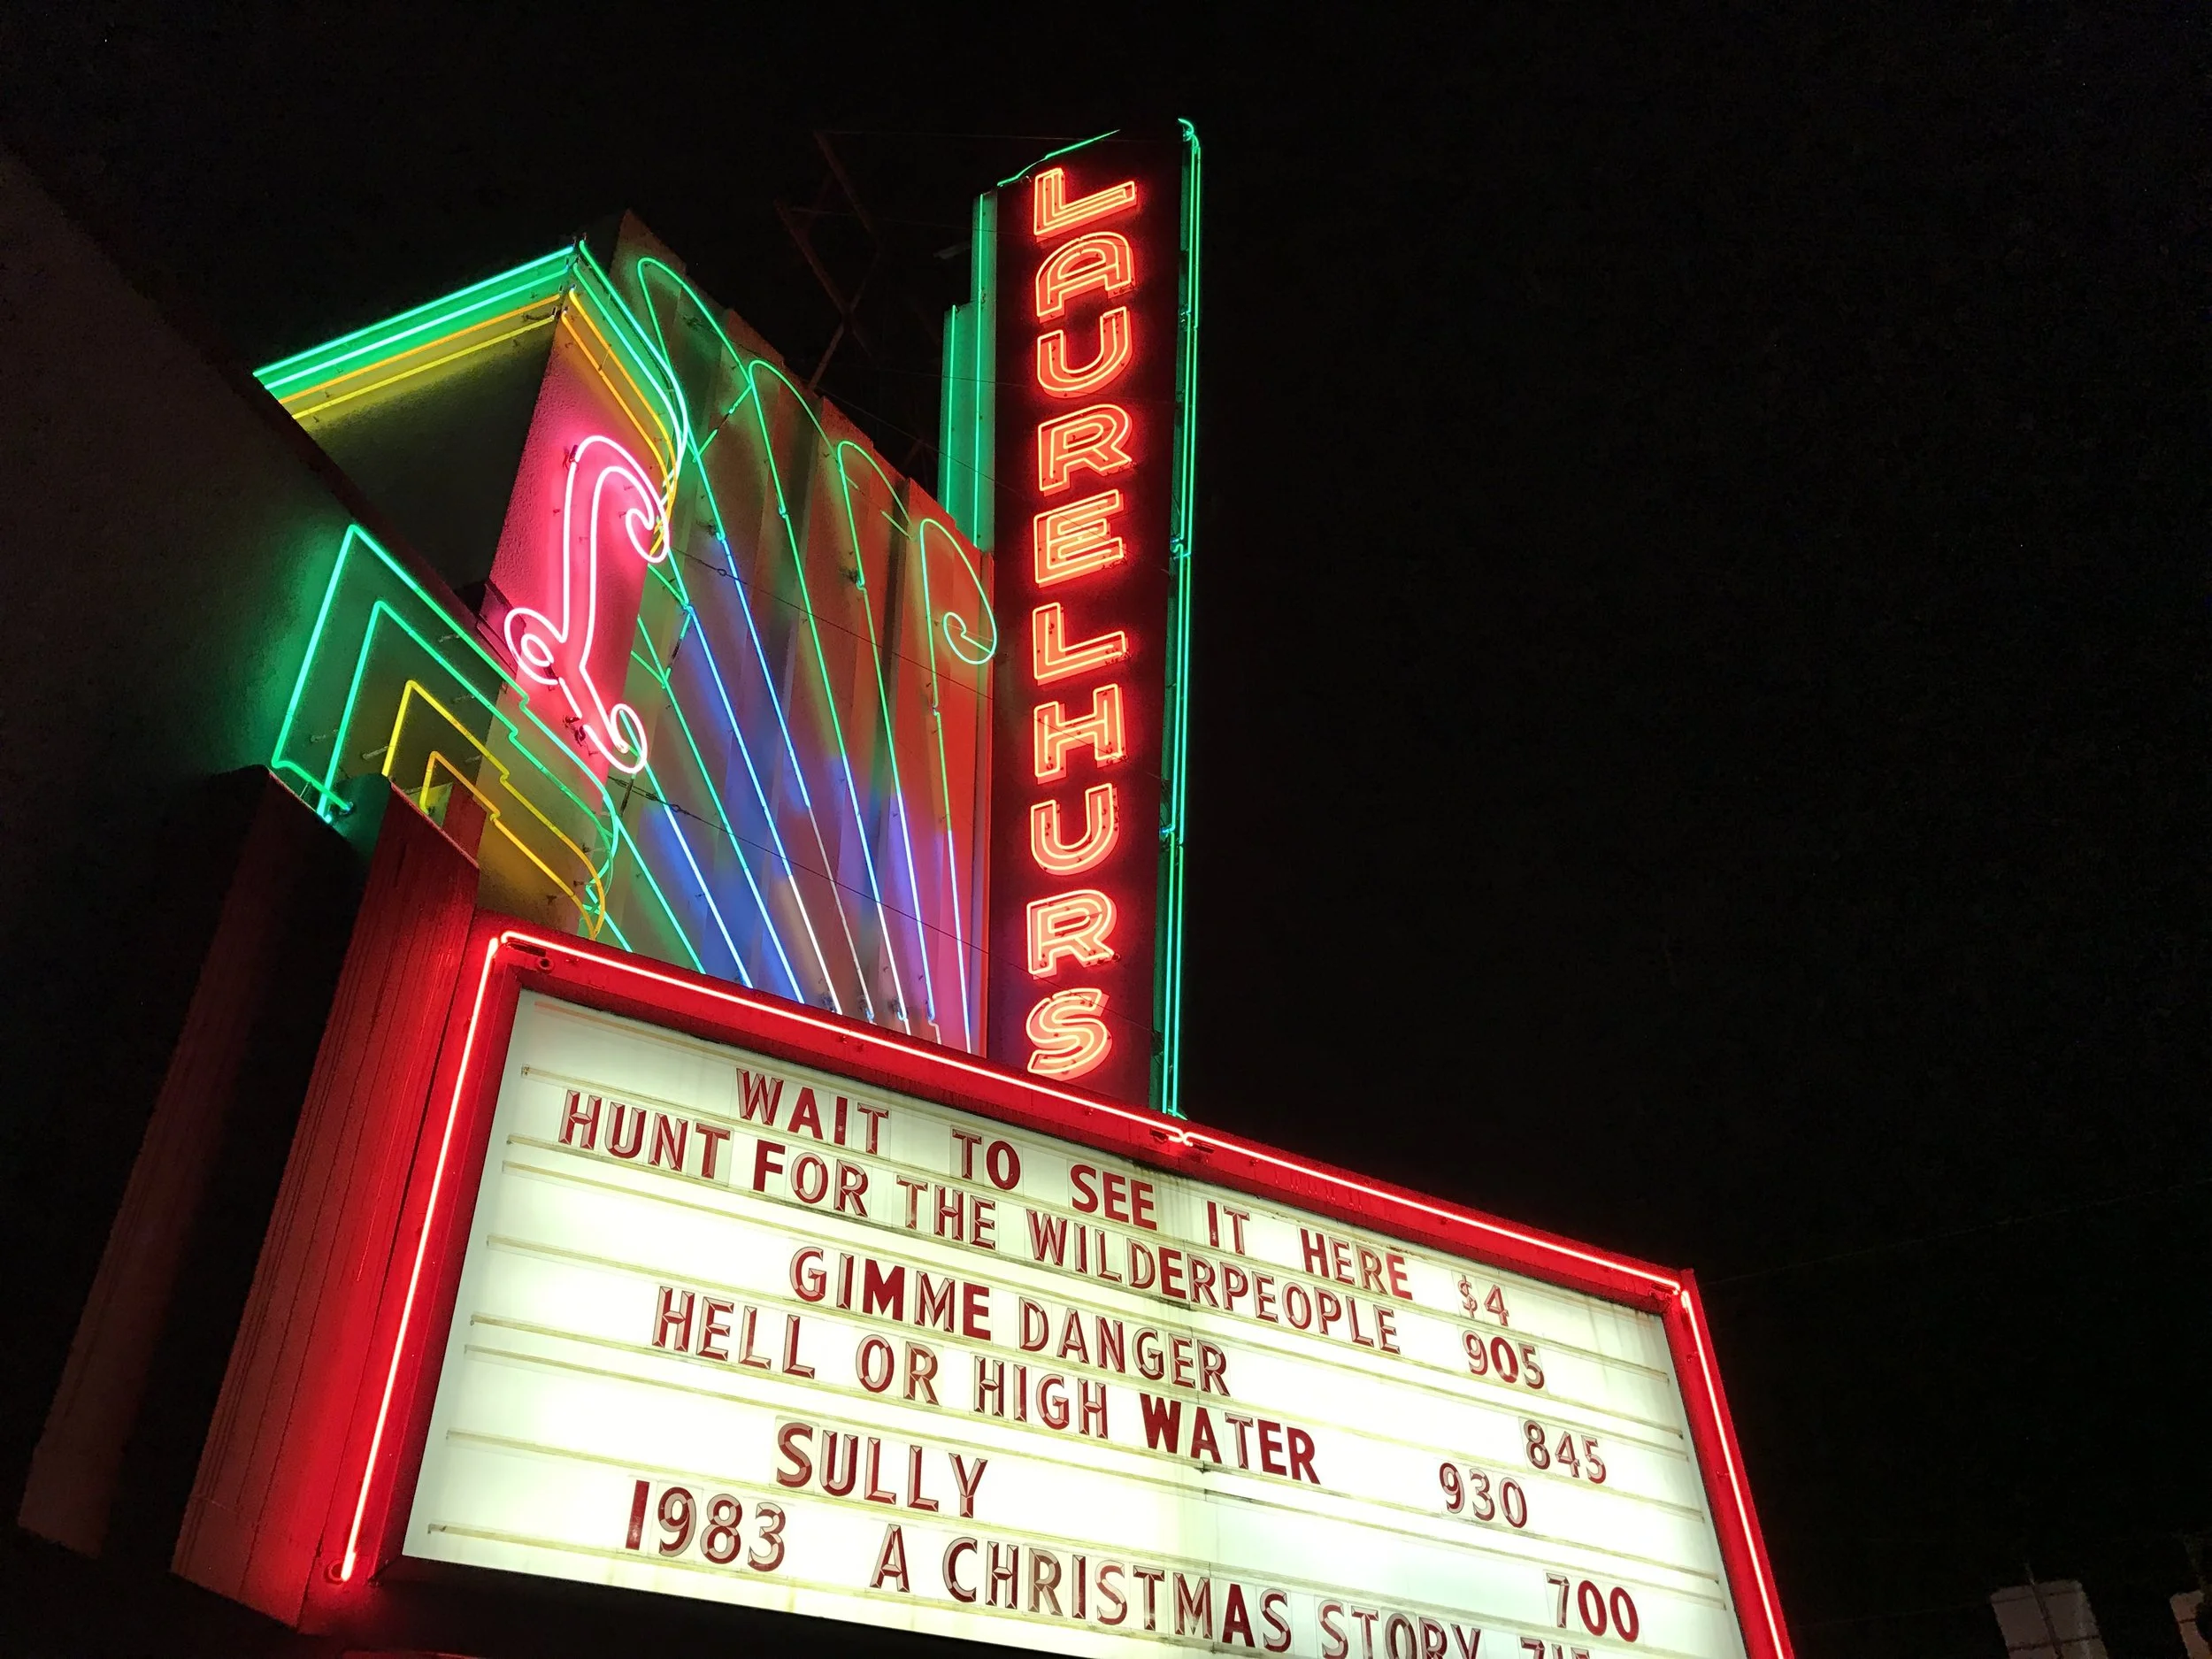 L
LAURELHURS
WAIT TO SEE IT HERE $4
HUNT FOR THE WILDERPEOPLE 905
GIMME DANGER 845
HELL OR HIGH WATER 930
SULLY 700
1983 A CHRISTMAS STORY